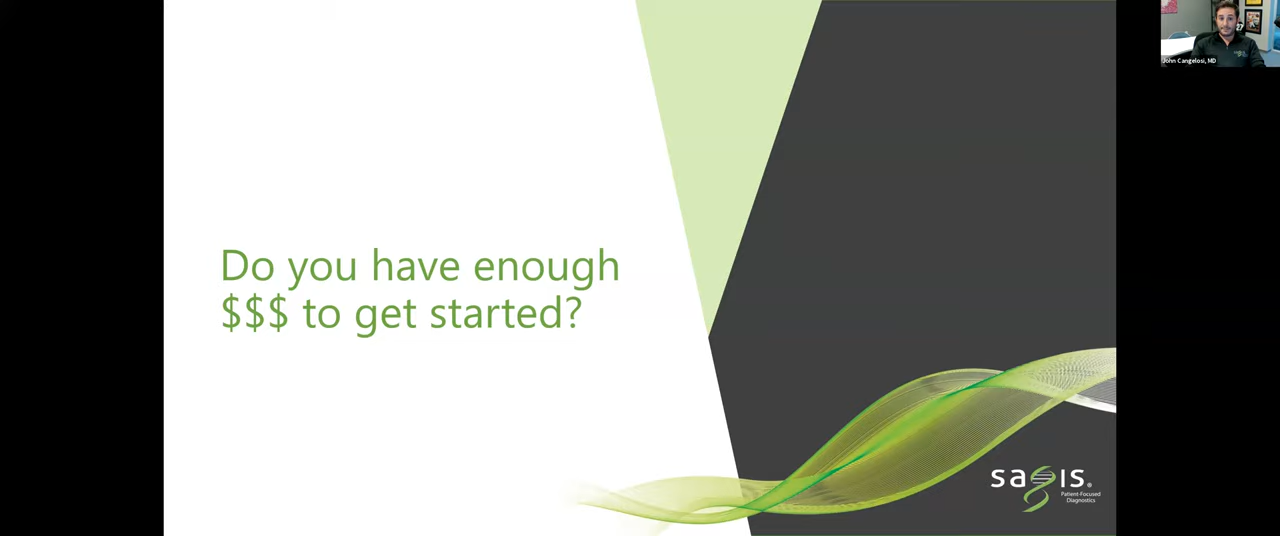 John Cangelosi, MD
Do you have enough
$$$ to get started?
sagis®
Patient-Focused
Diagnostics